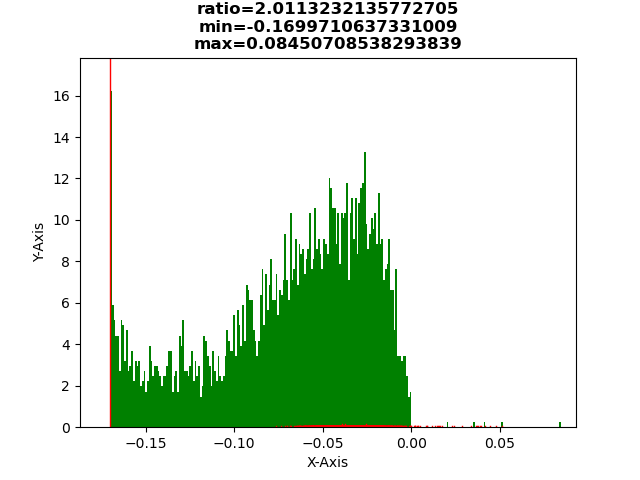 ratio=2.0113232135772705
min=-0.1699710637331009
max=0.08450708538293839
Y-Axis
16
14
12
10
8
6
4
2
0
−0.15 −0.10 −0.05 0.00 0.05
X-Axis